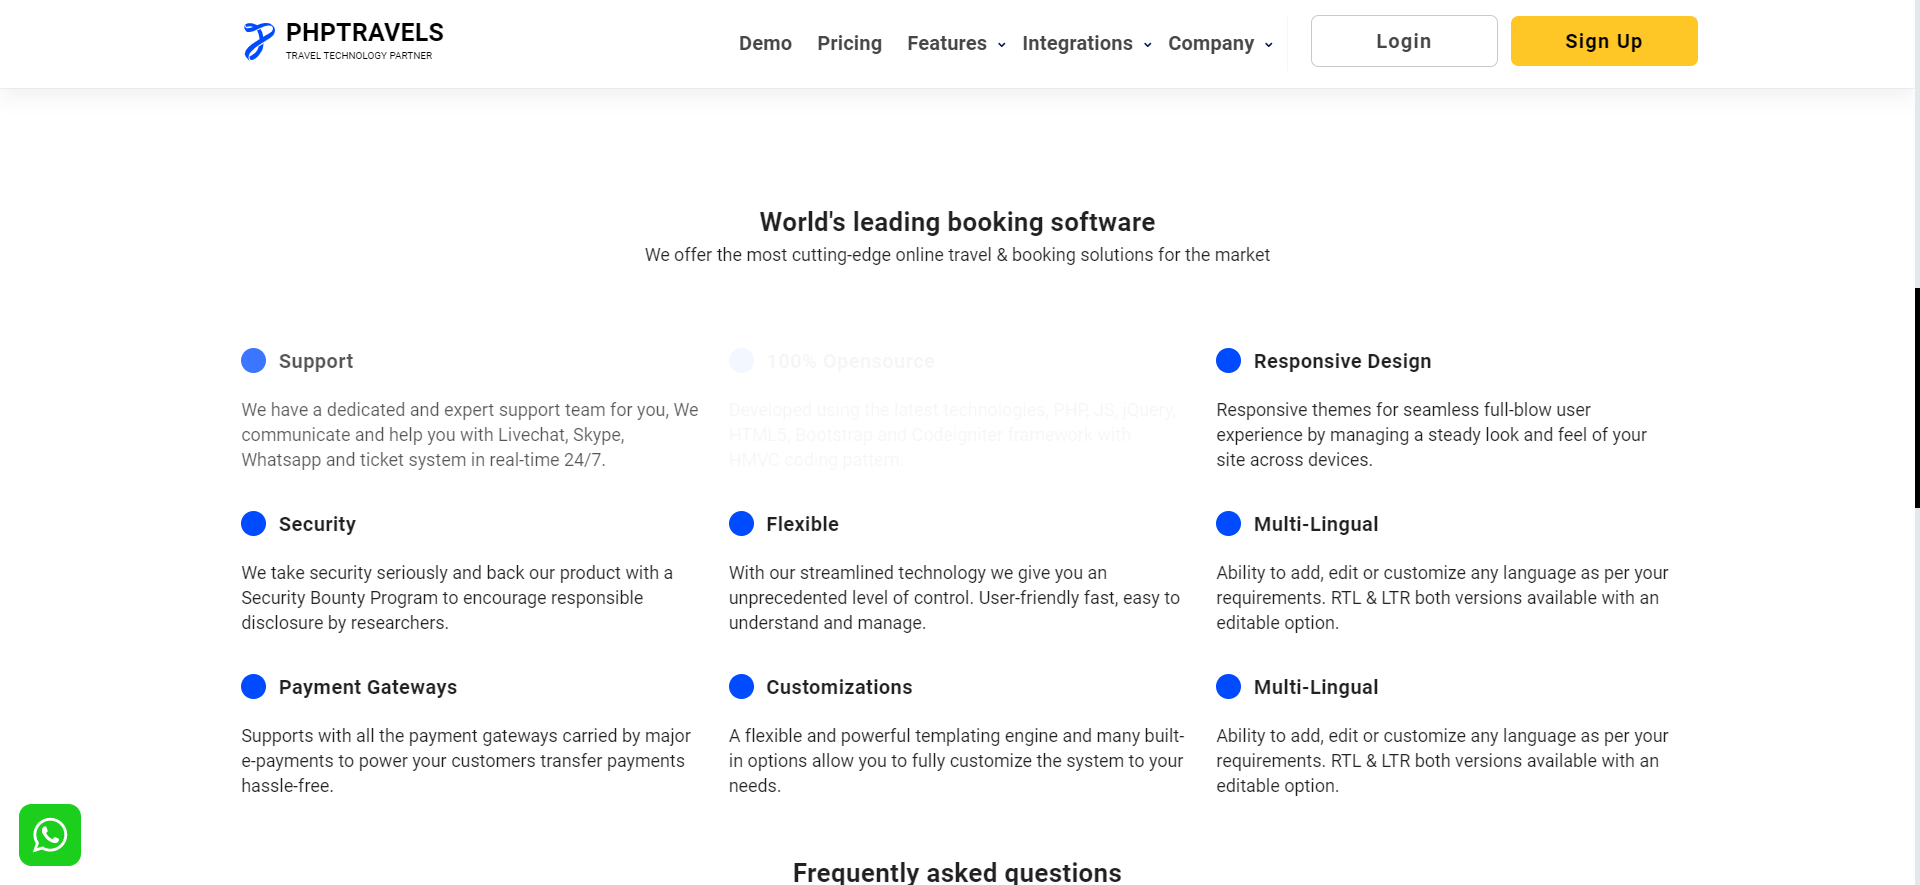 PHPTRAVELS
TRAVEL TECHNOLOGY PARTNER
Demo
Pricing
Features
Integrations
Company
Login
Sign Up
World's leading booking software
We offer the most cutting-edge online travel & booking solutions for the market
Support
We have a dedicated and expert support team for you, We
communicate and help you with Livechat, Skype,
Whatsapp and ticket system in real-time 24/7.
100% Opensource
Developed using the latest technologies, PHP, JS, jQuery,
HTML5, Bootstrap and Codeigniter framework with
HMVC coding pattern.
Responsive Design
Responsive themes for seamless full-blow user
experience by managing a steady look and feel of your
site across devices.
Security
We take security seriously and back our product with a
Security Bounty Program to encourage responsible
disclosure by researchers.
Flexible
With our streamlined technology we give you an
unprecedented level of control. User-friendly fast, easy to
understand and manage.
Multi-Lingual
Ability to add, edit or customize any language as per your
requirements. RTL & LTR both versions available with an
editable option.
Payment Gateways
Supports with all the payment gateways carried by major
e-payments to power your customers transfer payments
hassle-free.
Customizations
A flexible and powerful templating engine and many built-
in options allow you to fully customize the system to your
needs.
Multi-Lingual
Ability to add, edit or customize any language as per your
requirements. RTL & LTR both versions available with an
editable option.
Frequently asked questions